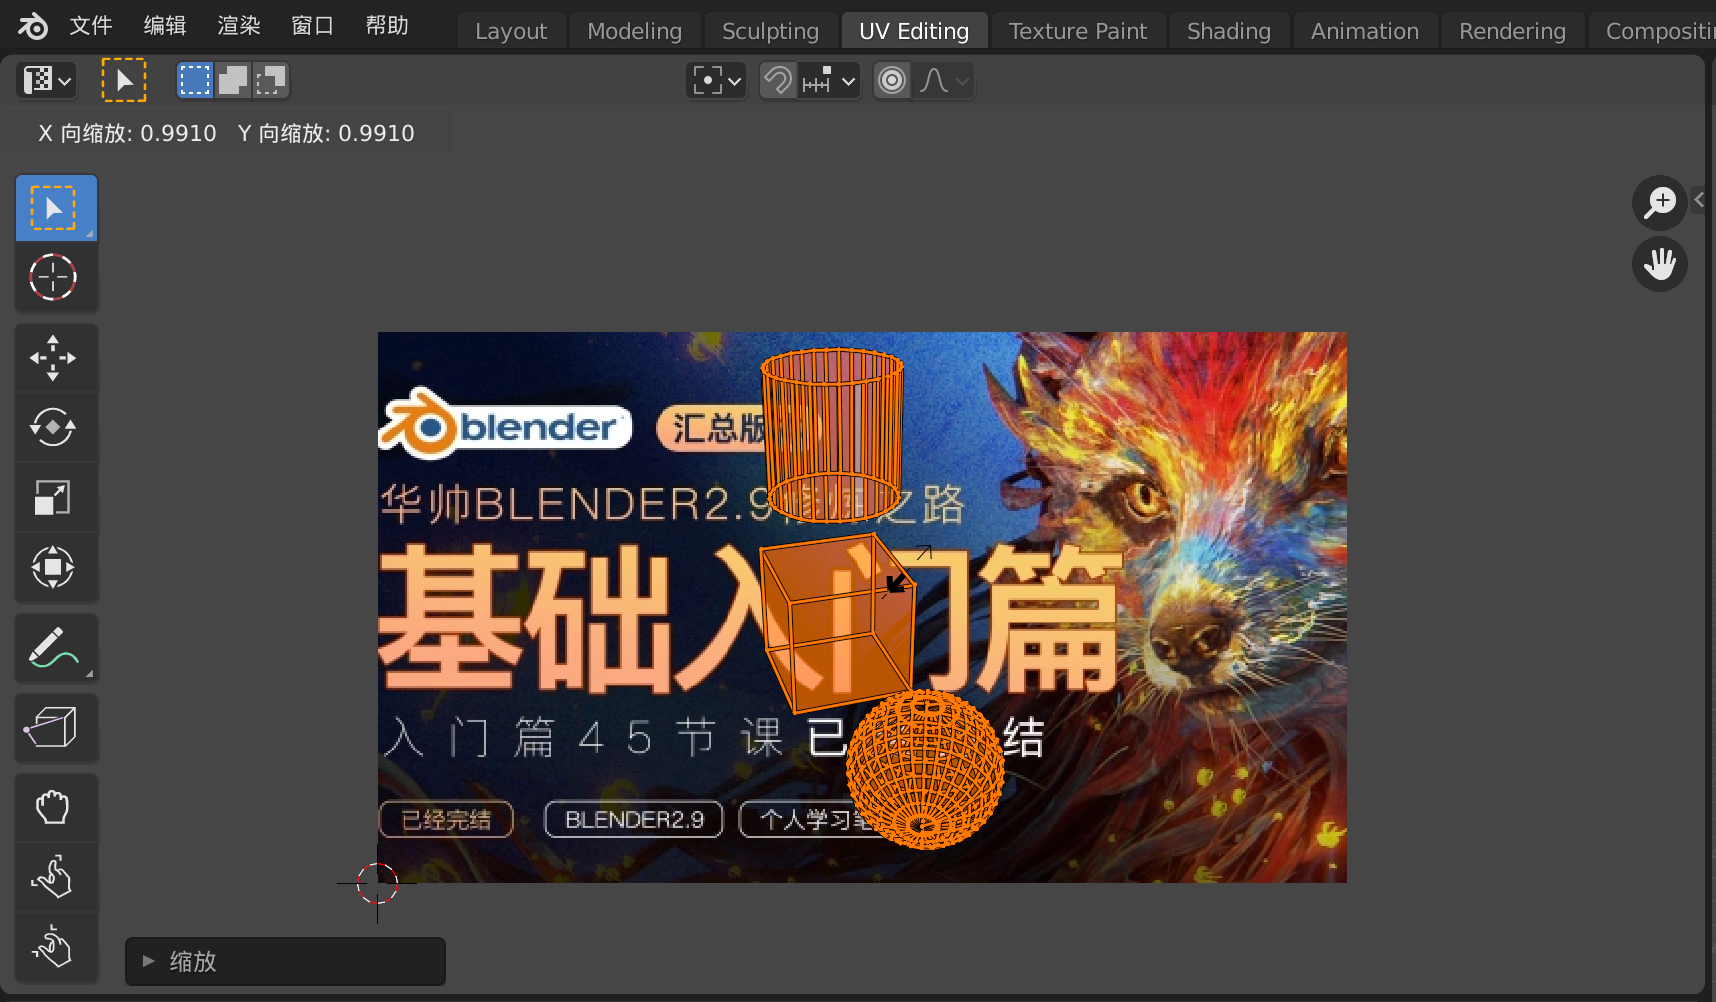 文件 编辑 渲染 窗口 帮助 Layout Modeling Sculpting UV Editing Texture Paint Shading Animation Rendering Compositi
X 向缩放: 0.9910 Y 向缩放: 0.9910
blender 汇总版
华帅BLENDER2.9修炼之路
基础入门篇
入门篇45节课已 结
已经完结 BLENDER2.9 个人学习笔
缩放